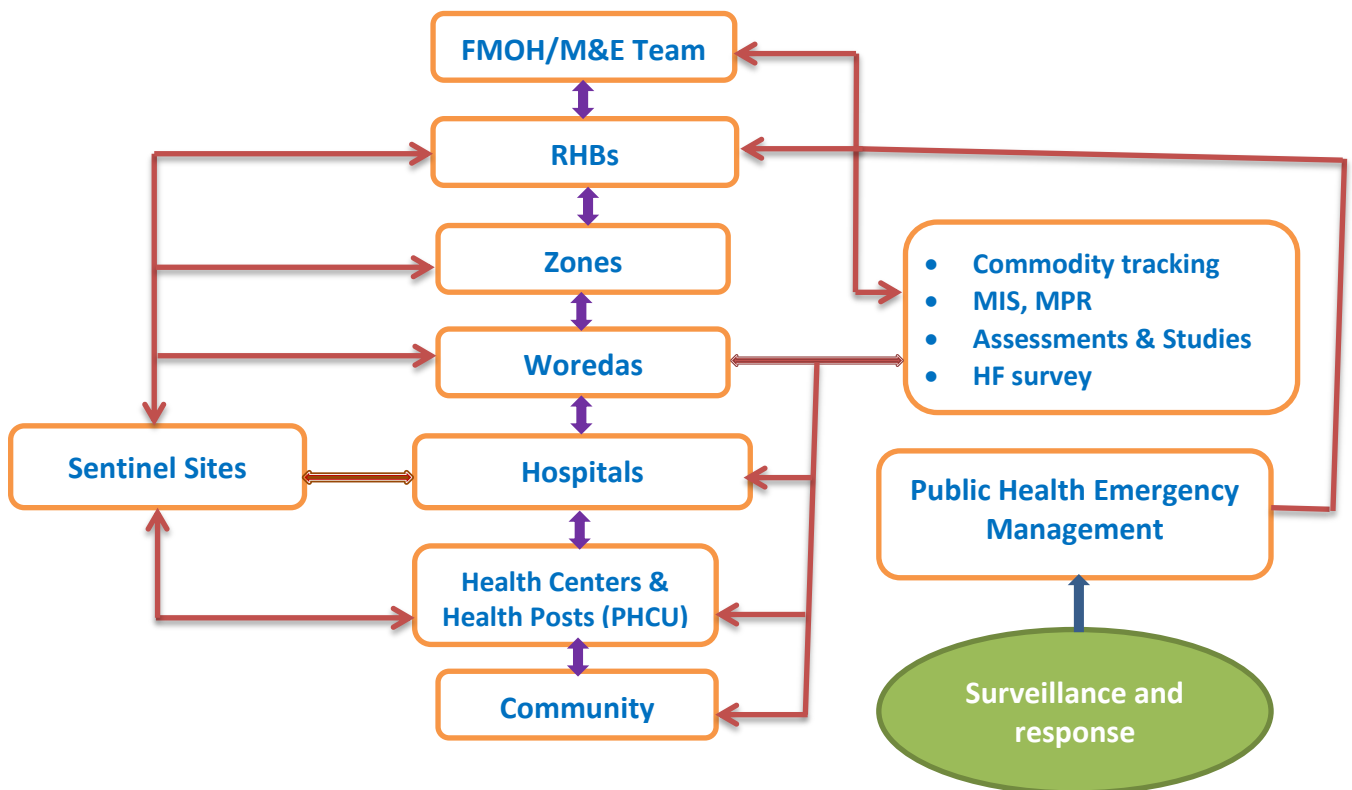 FMOH/M&E Team
RHBs
Zones
Woredas
Hospitals
Health Centers &
Health Posts (PHCU)
Community
Sentinel Sites
• Commodity tracking
• MIS, MPR
• Assessments & Studies
• HF survey
Public Health Emergency
Management
Surveillance and
response